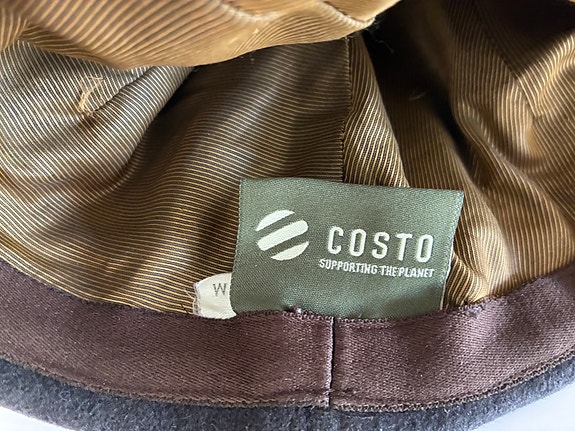 COSTO
SUPPORTING THE PLANET
W